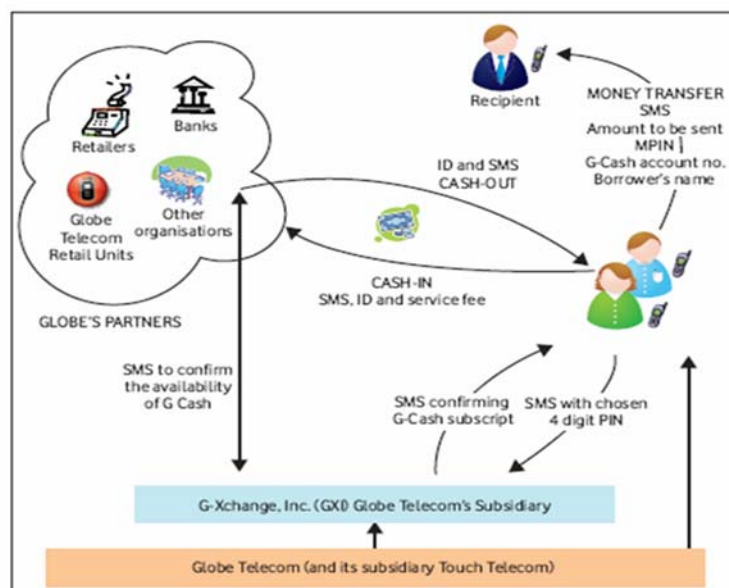 Retailers
Banks
Globe
Telecom
Retail Units
Other
organisations
GLOBE'S PARTNERS
Recipient
MONEY TRANSFER
SMS
Amount to be sent
MPIN
G-Cash account no.
Borrower's name
ID and SMS
CASH-OUT
CASH-IN
SMS, ID and service fee
SMS to confirm
the availability
of G Cash
SMS confirming
G-Cash subscript
SMS with chosen
4 digit PIN
G-Xchange, Inc. (GXI) Globe Telecom's Subsidiary
Globe Telecom (and its subsidiary Touch Telecom)